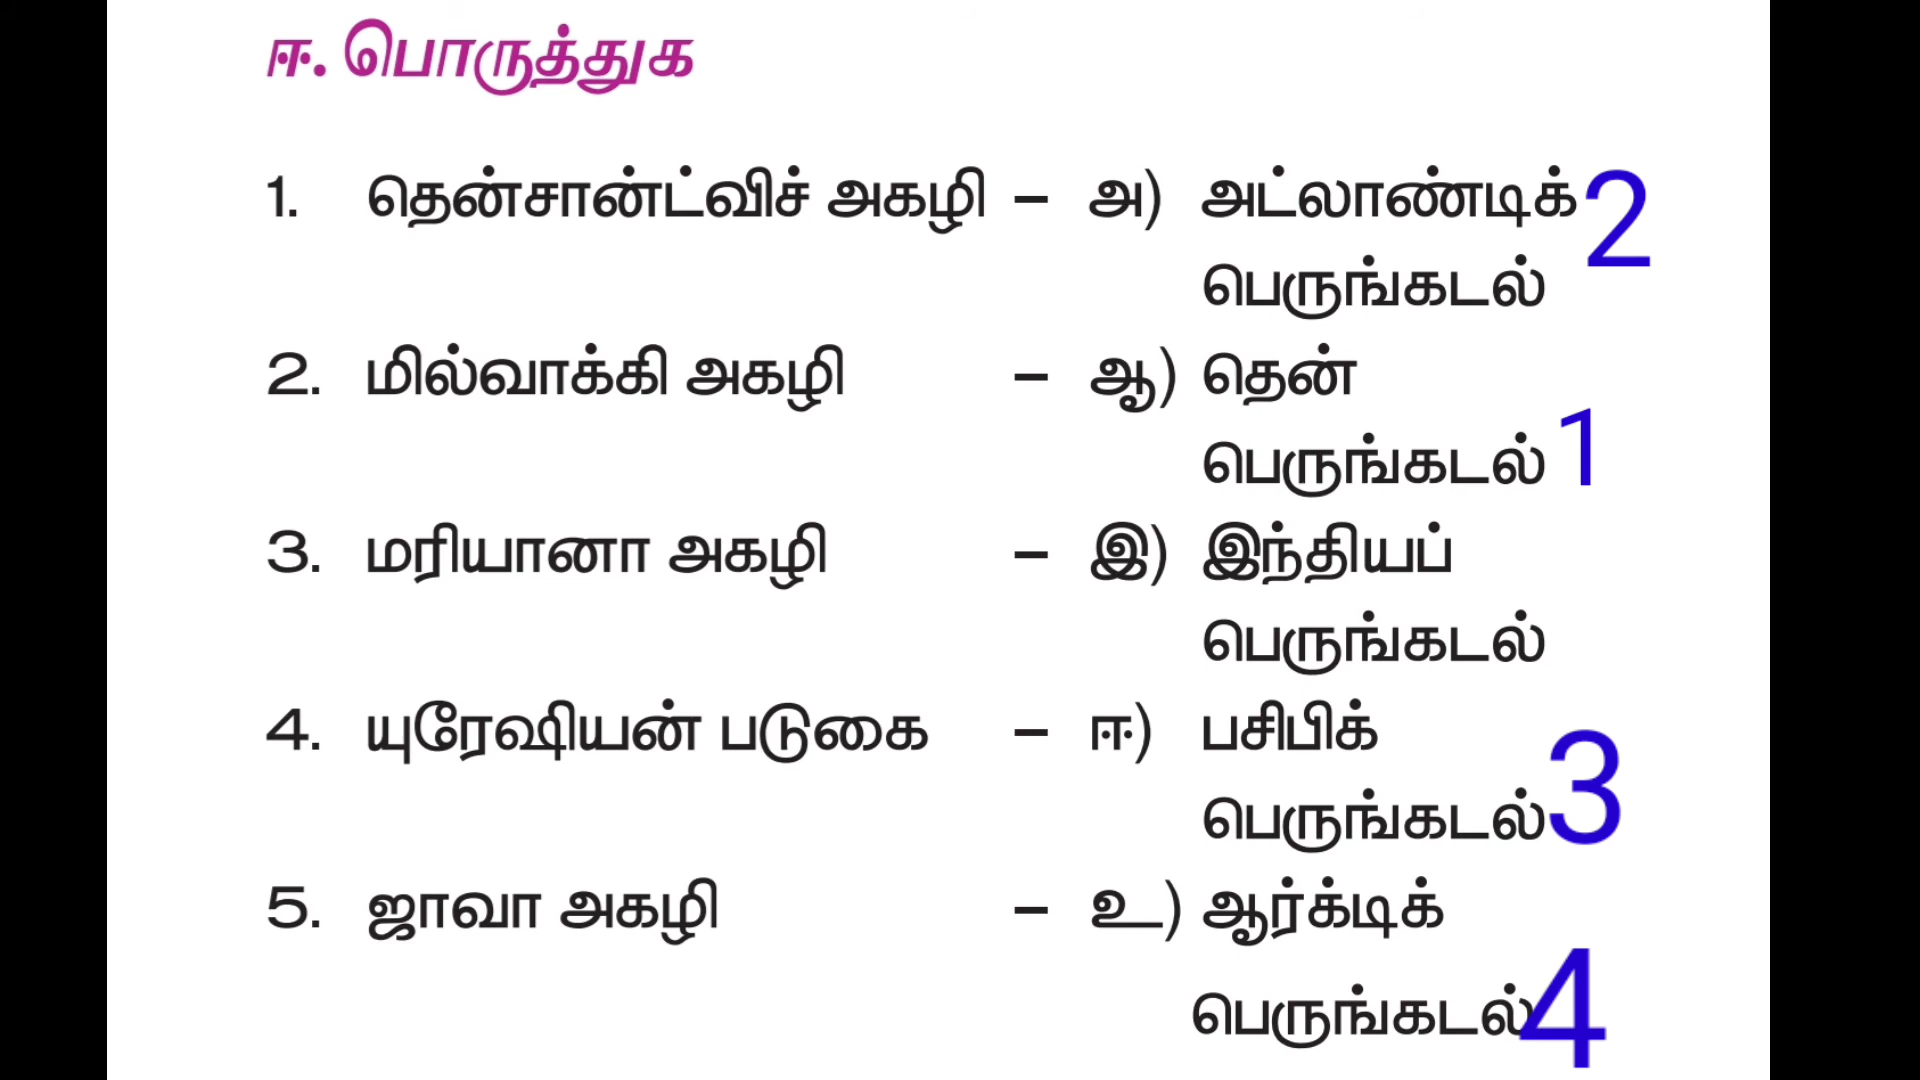 ஈ. பொருத்துக
1. தென்சான்ட்விச் அகழி – அ) அட்லாண்டிக் 2
பெருங்கடல்
2. மில்வாக்கி அகழி – ஆ) தென்
பெருங்கடல் 1
3. மரியானா அகழி – இ) இந்தியப்
பெருங்கடல்
4. யுரேஷியன் படுகை – ஈ) பசிபிக்
பெருங்கடல் 3
5. ஜாவா அகழி – உ) ஆர்க்டிக்
பெருங்கடல் 4